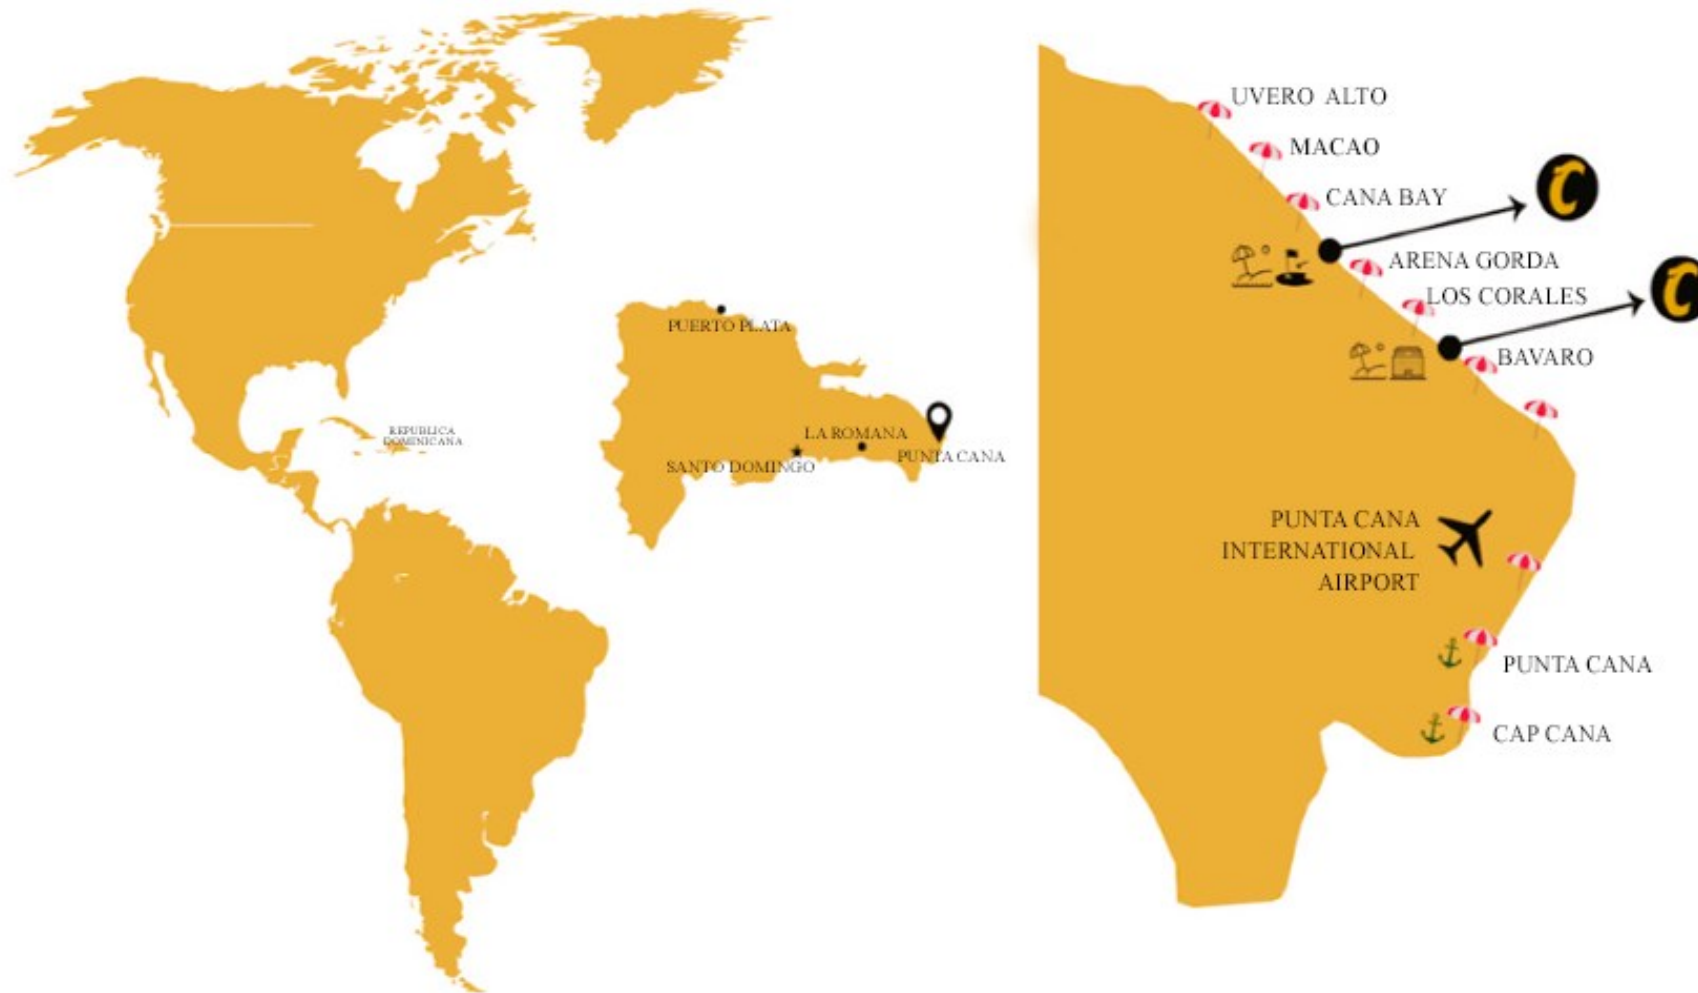 REPUBLICA
DOMINICANA
PUERTO PLATA
LA ROMANA
SANTO DOMINGO
PUNTA CANA
UVERO ALTO
MACAO
CANA BAY
C
ARENA GORDA
LOS CORALES
C
BAVARO
PUNTA CANA
INTERNATIONAL
AIRPORT
PUNTA CANA
CAP CANA